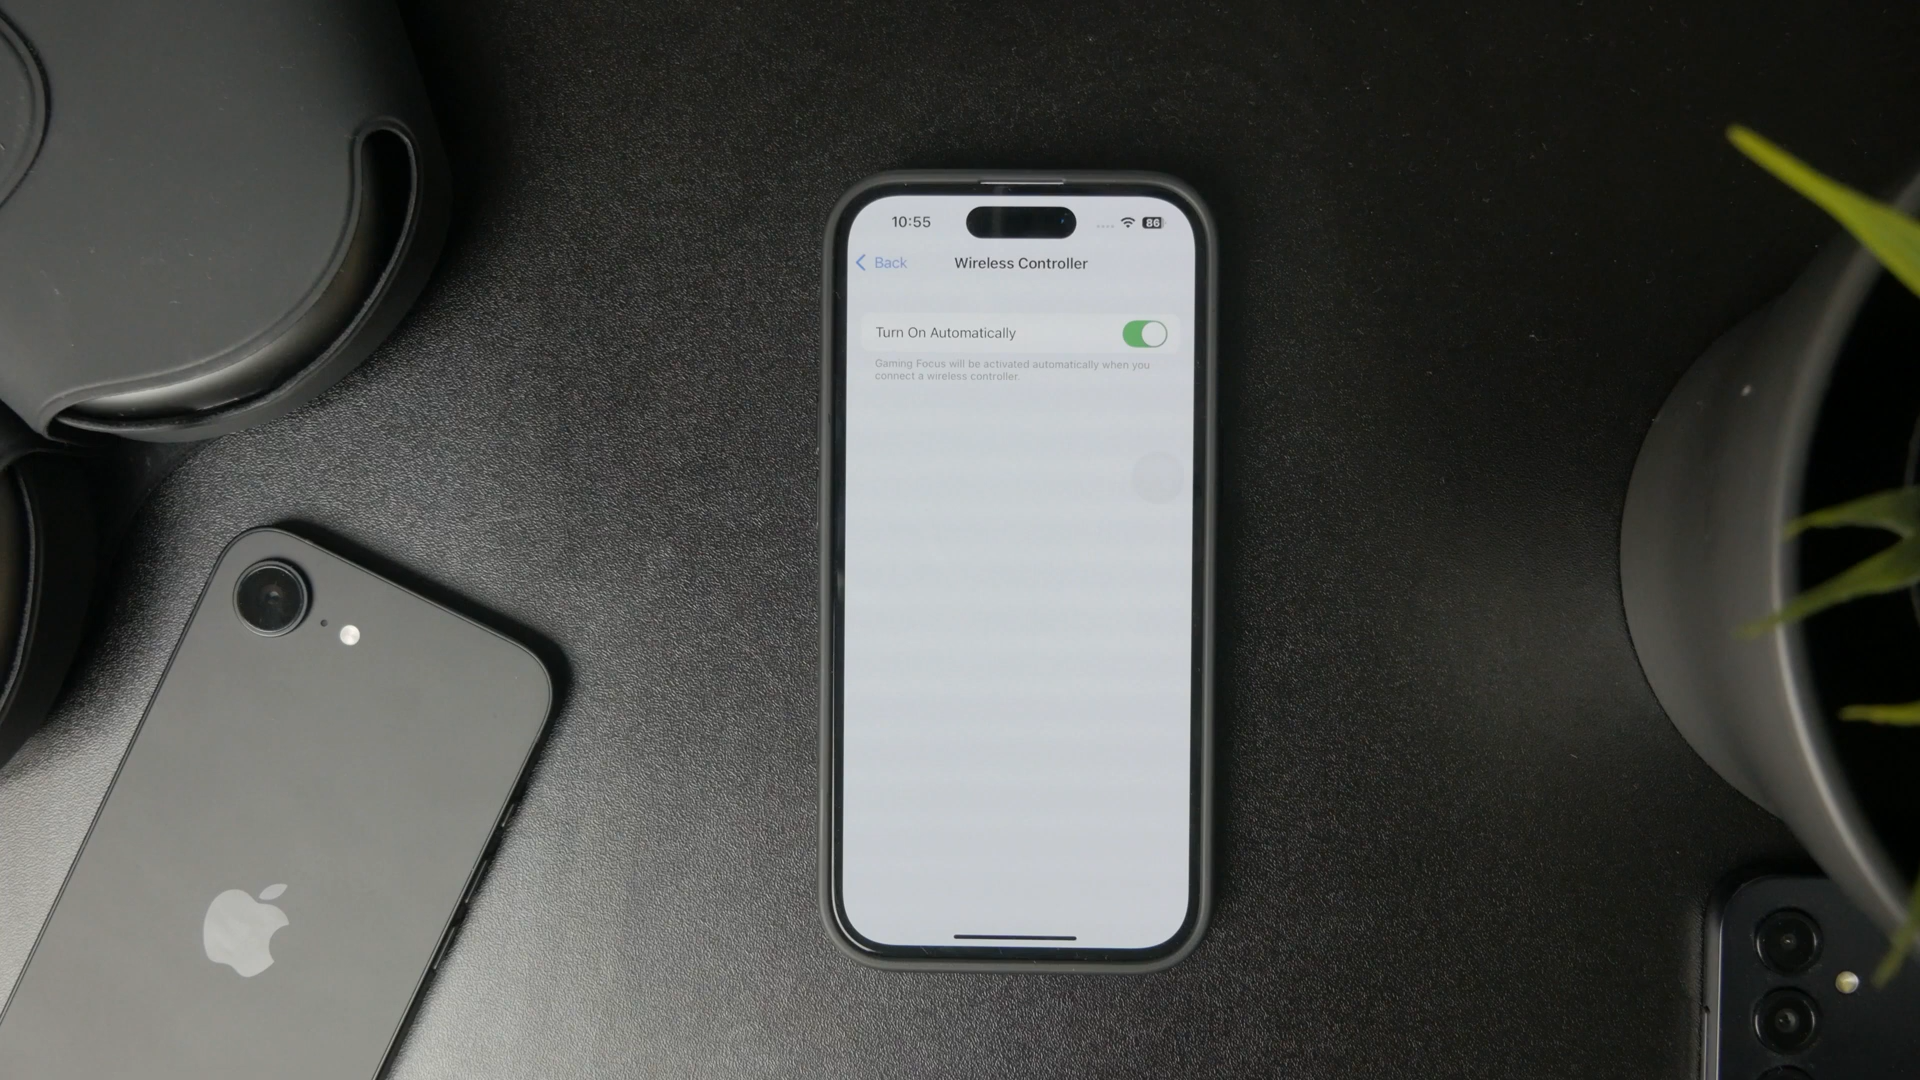 10:55
86
Back
Wireless Controller
Turn On Automatically
Gaming Focus will be activated automatically when you
connect a wireless controller.